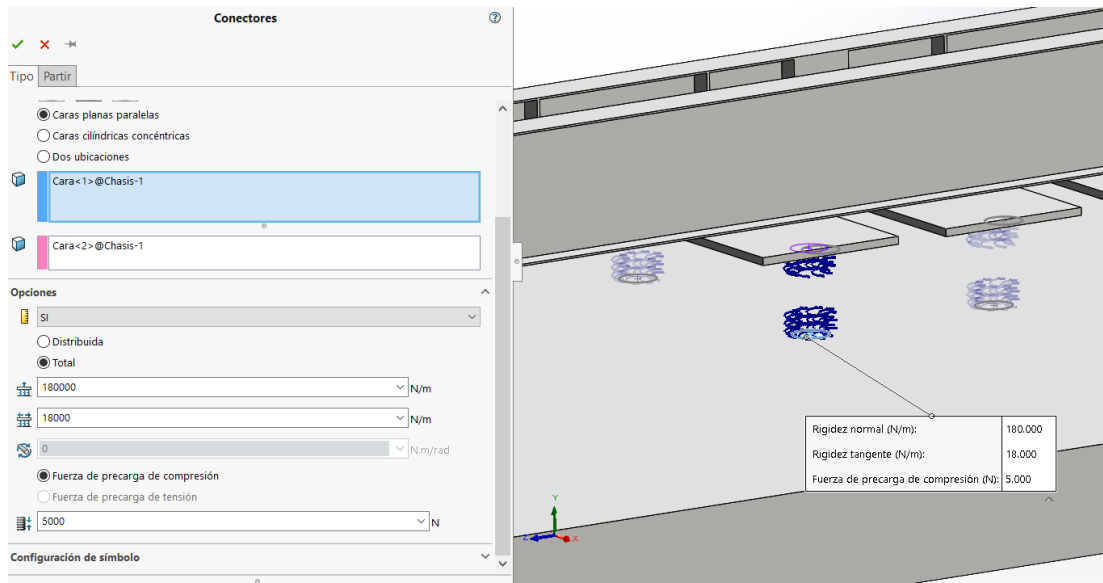 Conectores
Tipo Partir
Caras planas paralelas
Caras cilíndricas concéntricas
Dos ubicaciones
Cara<1>@Chasis-1
Cara<2>@Chasis-1
Opciones
SI
Distribuida
Total
180000 N/m
18000 N/m
0 N.m/rad
Fuerza de precarga de compresión
Fuerza de precarga de tensión
5000 N
Configuración de símbolo
Rigidez normal (N/m): 180.000
Rigidez tangente (N/m): 18.000
Fuerza de precarga de compresión (N): 5.000
Y
Z
X